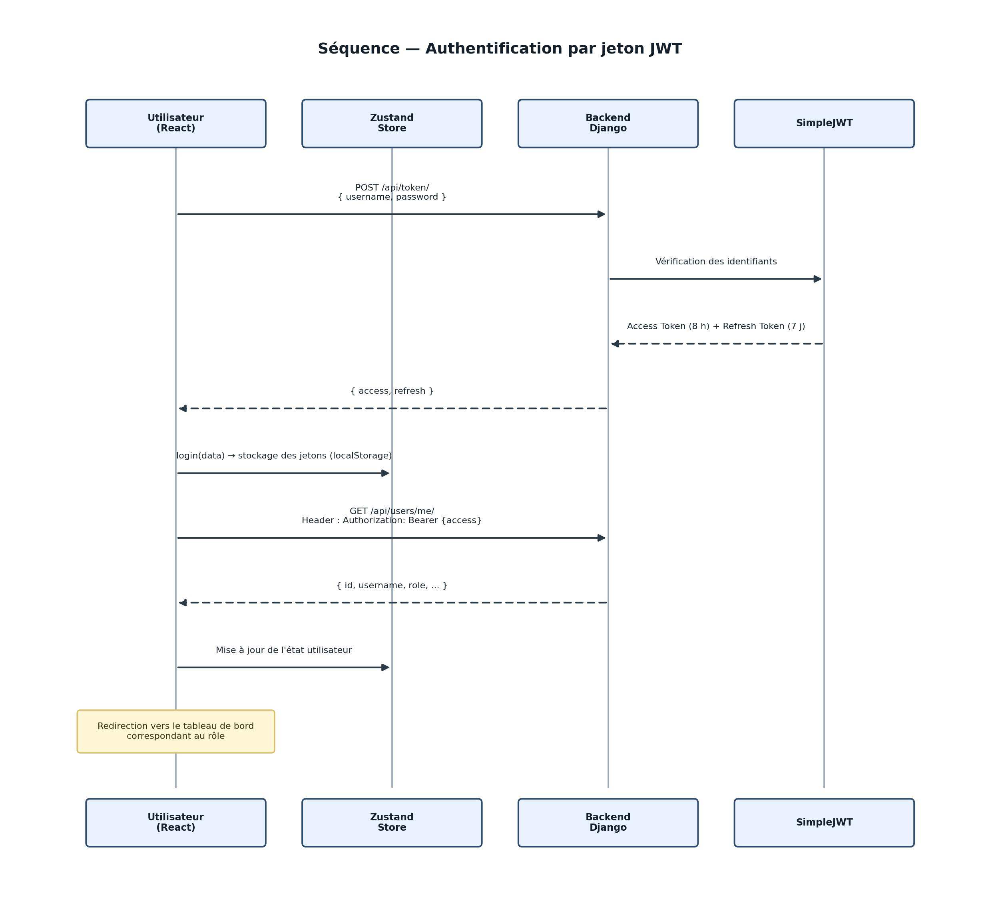 Séquence — Authentification par jeton JWT
Utilisateur
(React)
Zustand
Store
Backend
Django
SimpleJWT
POST /api/token/
{ username, password }
Vérification des identifiants
Access Token (8 h) + Refresh Token (7 j)
{ access, refresh }
login(data) → stockage des jetons (localStorage)
GET /api/users/me/
Header : Authorization: Bearer {access}
{ id, username, role, ... }
Mise à jour de l'état utilisateur
Redirection vers le tableau de bord
correspondant au rôle
Utilisateur
(React)
Zustand
Store
Backend
Django
SimpleJWT